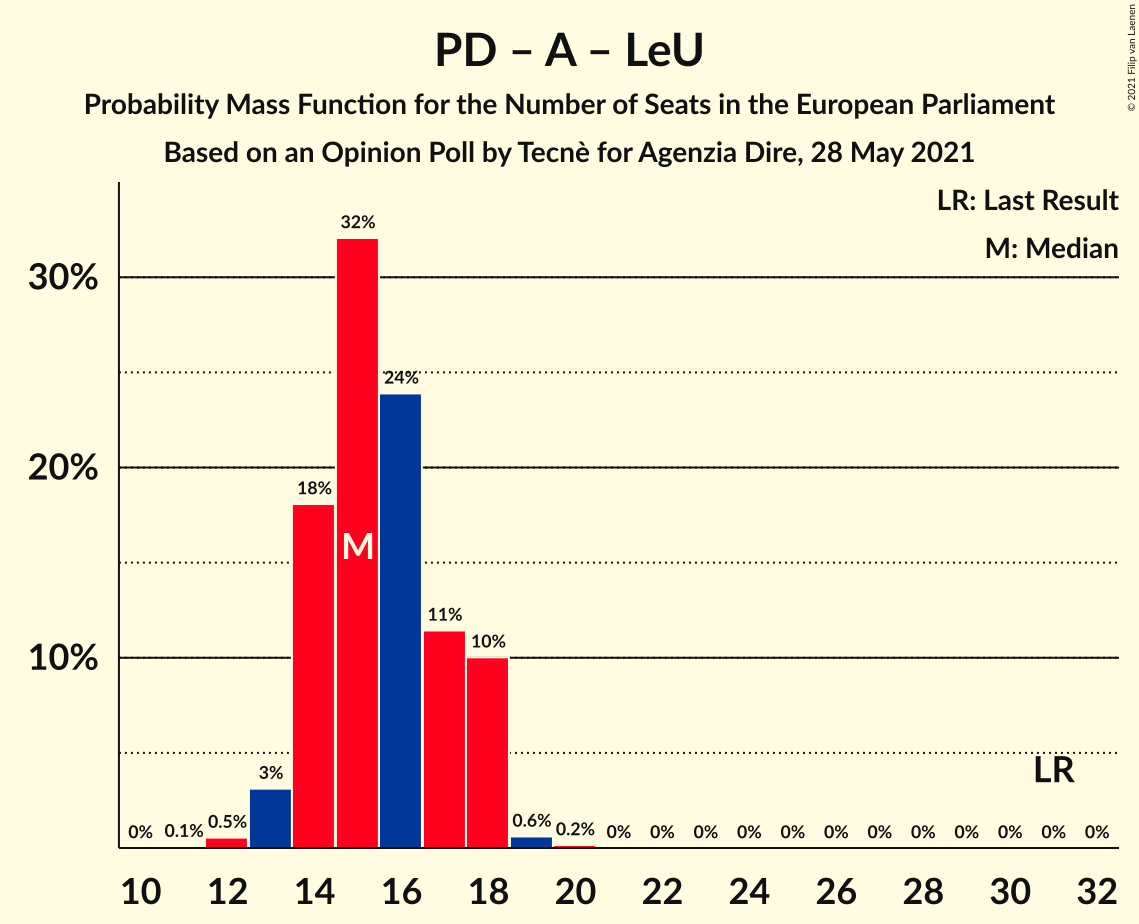 PD – A – LeU
Probability Mass Function for the Number of Seats in the European Parliament
Based on an Opinion Poll by Tecnè for Agenzia Dire, 28 May 2021
© 2021 Filip van Laenen
LR: Last Result
M: Median
30%
20%
10%
32%
24%
18%
M
11%
10%
3%
LR
0% 0.1% 0.5% 0.6% 0.2% 0% 0% 0% 0% 0% 0% 0% 0% 0% 0% 0% 0%
10 12 14 16 18 20 22 24 26 28 30 32